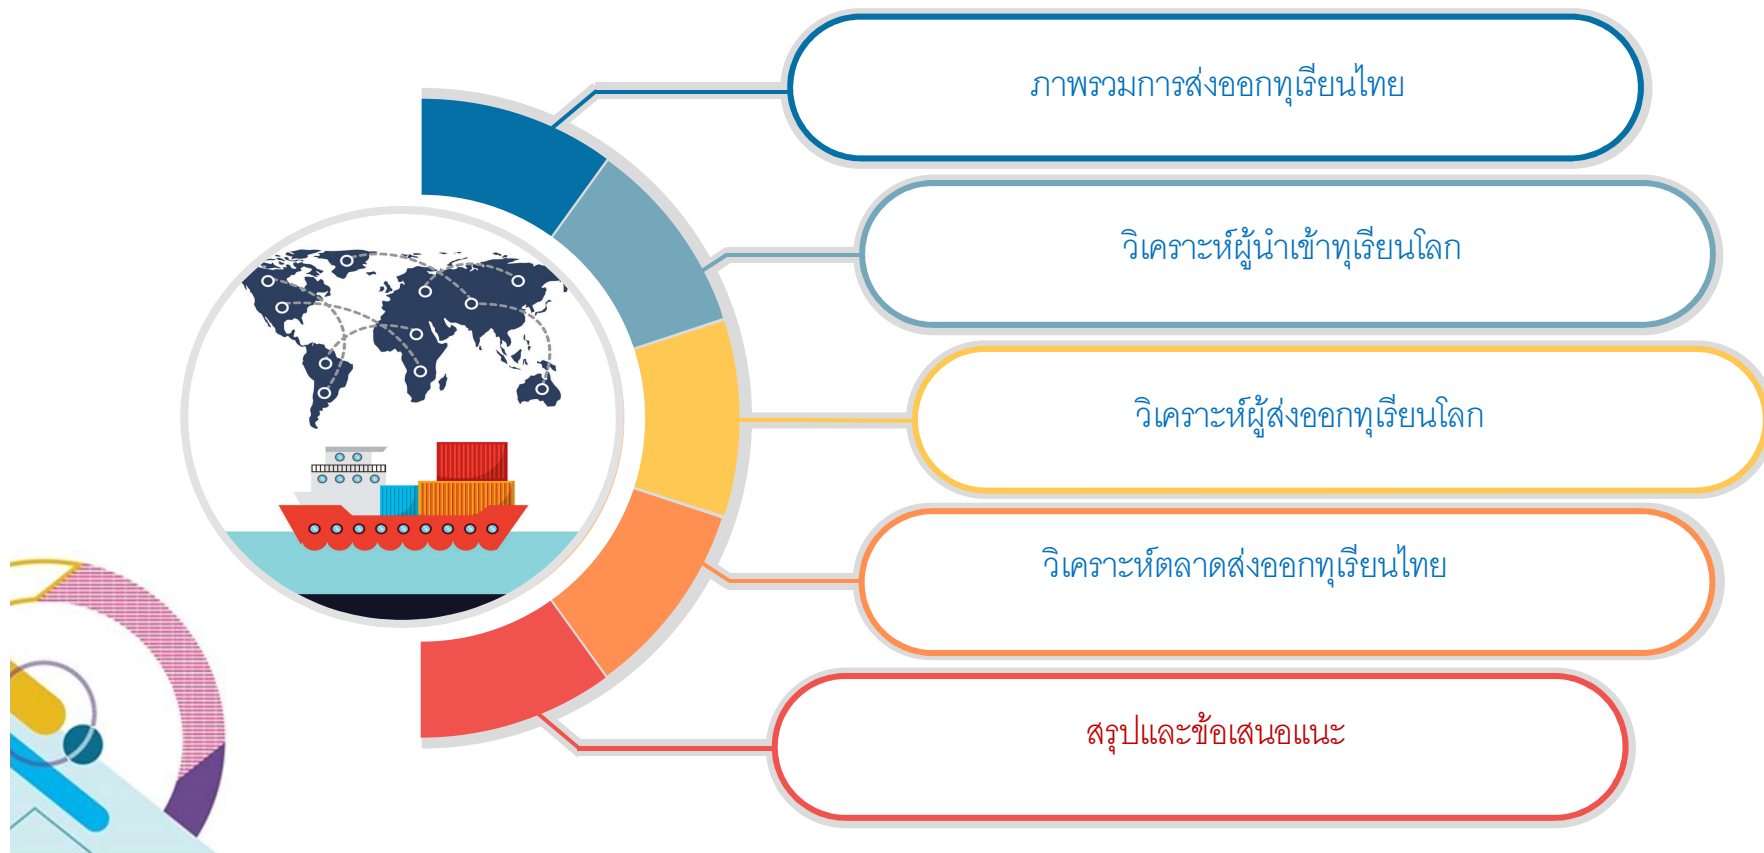 ภาพรวมการส่งออกทุเรียนไทย
วิเคราะห์ผู้นำเข้าทุเรียนโลก
วิเคราะห์ผู้ส่งออกทุเรียนโลก
วิเคราะห์ตลาดส่งออกทุเรียนไทย
สรุปและข้อเสนอแนะ